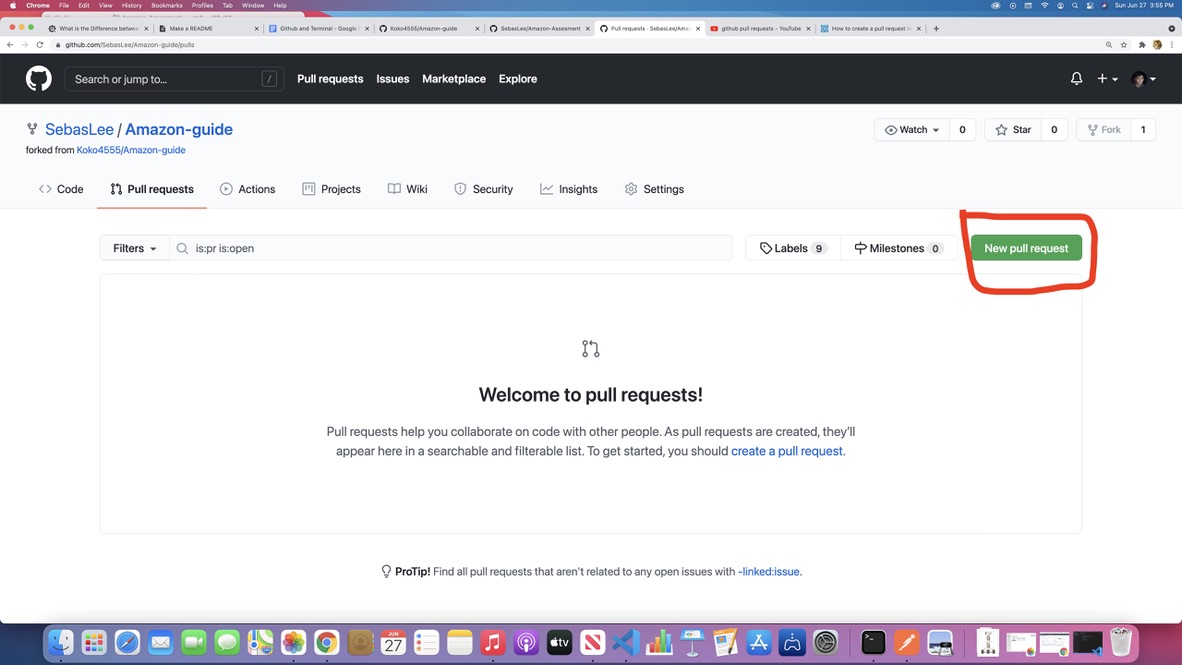 Chrome File Edit View History Bookmarks Profiles Tab Window Help
Sun Jun 27 3:55 PM
What is the Difference betwee
Make a README
Github and Terminal - Google
Koko4555/Amazon-guide
SebasLee/Amazon-Assesment
Pull requests · SebasLee/Amaz
github pull requests - YouTube
How to create a pull request
github.com/SebasLee/Amazon-guide/pulls
Search or jump to... /
Pull requests Issues Marketplace Explore
SebasLee / Amazon-guide
Watch 0 Star 0 Fork 1
forked from Koko4555/Amazon-guide
Code Pull requests Actions Projects Wiki Security Insights Settings
Filters is:pr is:open Labels 9 Milestones 0 New pull request
Welcome to pull requests!
Pull requests help you collaborate on code with other people. As pull requests are created, they'll
appear here in a searchable and filterable list. To get started, you should create a pull request.
ProTip! Find all pull requests that aren't related to any open issues with -linked:issue.
JUN
27
tv